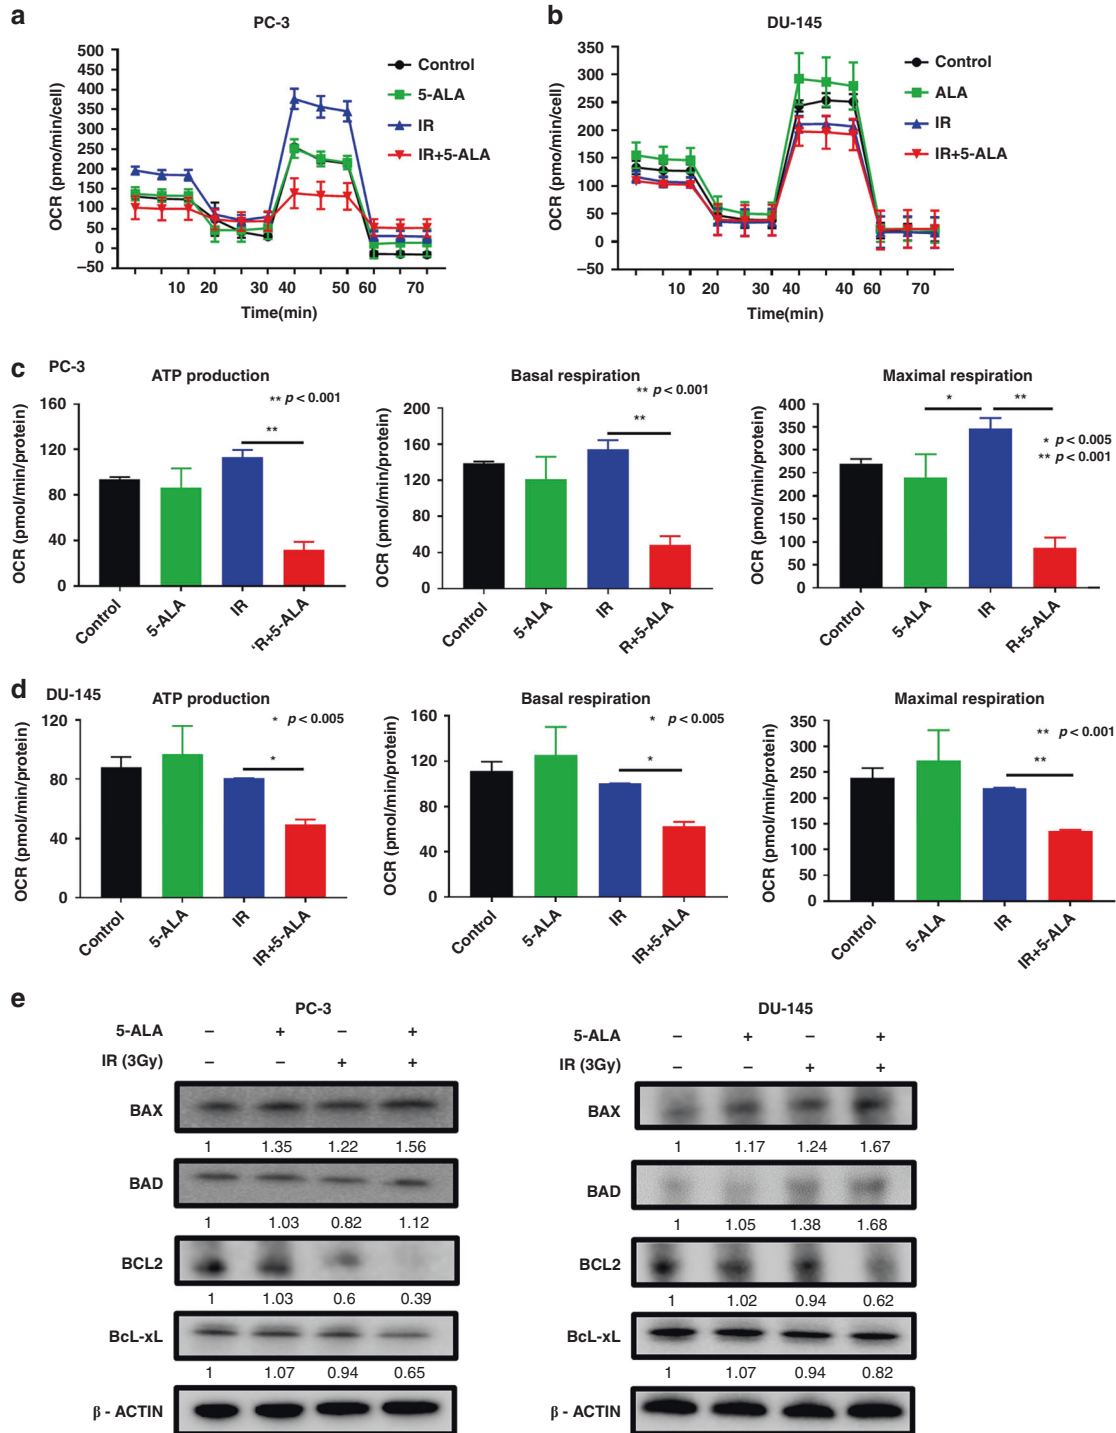 a
PC-3
OCR (pmo/min/cell)
500
450
400
350
300
250
200
150
100
50
0
–50
10 20 30 40 50 60 70
Time(min)
Control
5-ALA
IR
IR+5-ALA
b
DU-145
OCR (pmo/min/cell)
350
300
250
200
150
100
50
0
–50
10 20 30 40 40 60 70
Time(min)
Control
ALA
IR
IR+5-ALA
c
PC-3
ATP production
** p < 0.001
**
OCR (pmol/min/protein)
160
120
80
40
0
Control 5-ALA IR 'R+5-ALA
Basal respiration
** p < 0.001
**
OCR (pmol/min/protein)
200
160
120
80
40
0
Control 5-ALA IR R+5-ALA
Maximal respiration
* **
* p < 0.005
** p < 0.001
OCR (pmol/min/protein)
400
350
300
250
200
150
100
50
0
Control 5-ALA IR R+5-ALA
d
DU-145
ATP production
* p < 0.005
*
OCR (pmol/min/protein)
120
80
40
0
Control 5-ALA IR IR+5-ALA
Basal respiration
* p < 0.005
*
OCR (pmol/min/protein)
160
120
80
40
0
Control 5-ALA IR IR+5-ALA
Maximal respiration
** p < 0.001
**
OCR (pmol/min/protein)
350
300
250
200
150
100
50
0
Control 5-ALA IR IR+5-ALA
e
PC-3
5-ALA – + – +
IR (3Gy) – – + +
BAX
1 1.35 1.22 1.56
BAD
1 1.03 0.82 1.12
BCL2
1 1.03 0.6 0.39
BcL-xL
1 1.07 0.94 0.65
β - ACTIN
DU-145
5-ALA – + – +
IR (3Gy) – – + +
BAX
1 1.17 1.24 1.67
BAD
1 1.05 1.38 1.68
BCL2
1 1.02 0.94 0.62
BcL-xL
1 1.07 0.94 0.82
β - ACTIN